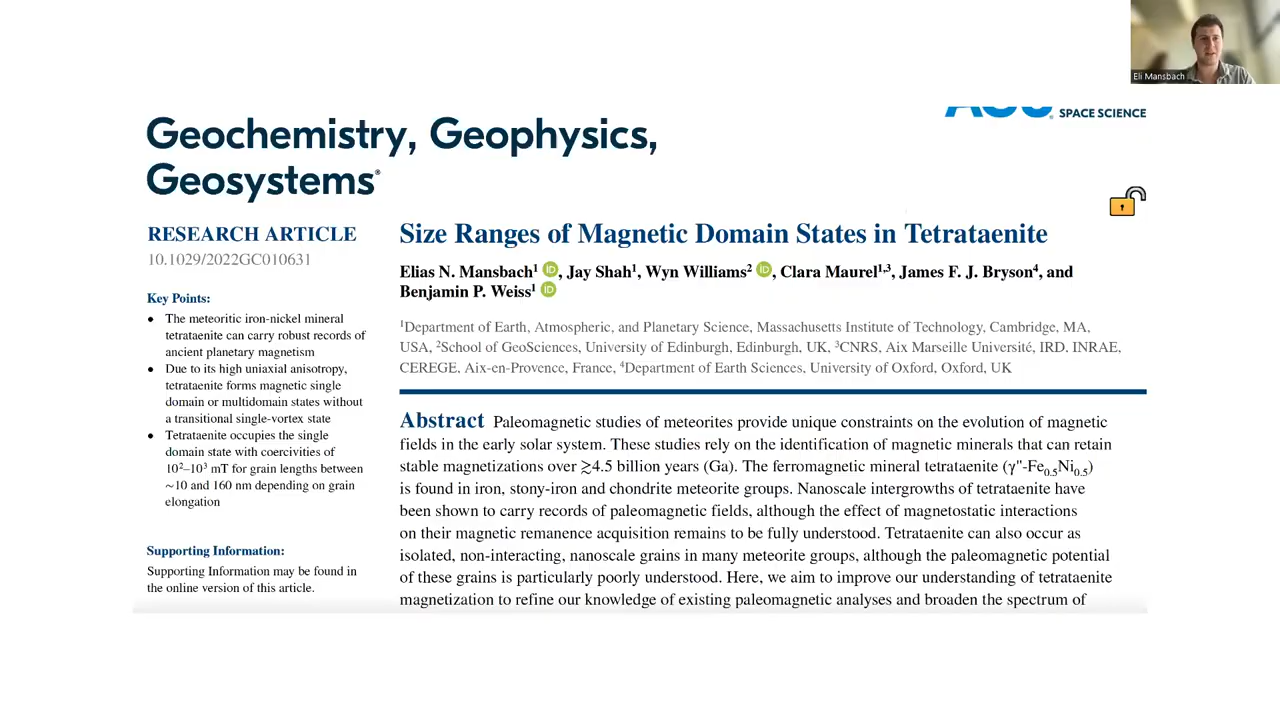 Eli Mansbach
SPACE SCIENCE
Geochemistry, Geophysics,
Geosystems®
RESEARCH ARTICLE
10.1029/2022GC010631
Key Points:
• The meteoritic iron-nickel mineral
tetrataenite can carry robust records of
ancient planetary magnetism
• Due to its high uniaxial anisotropy,
tetrataenite forms magnetic single
domain or multidomain states without
a transitional single-vortex state
• Tetrataenite occupies the single
domain state with coercivities of
10²–10³ mT for grain lengths between
~10 and 160 nm depending on grain
elongation
Supporting Information:
Supporting Information may be found in
the online version of this article.
Size Ranges of Magnetic Domain States in Tetrataenite
Elias N. Mansbach¹ iD, Jay Shah¹, Wyn Williams² iD, Clara Maurel¹,³, James F. J. Bryson⁴, and
Benjamin P. Weiss¹ iD
¹Department of Earth, Atmospheric, and Planetary Science, Massachusetts Institute of Technology, Cambridge, MA,
USA, ²School of GeoSciences, University of Edinburgh, Edinburgh, UK, ³CNRS, Aix Marseille Université, IRD, INRAE,
CEREGE, Aix-en-Provence, France, ⁴Department of Earth Sciences, University of Oxford, Oxford, UK
Abstract Paleomagnetic studies of meteorites provide unique constraints on the evolution of magnetic
fields in the early solar system. These studies rely on the identification of magnetic minerals that can retain
stable magnetizations over ≳4.5 billion years (Ga). The ferromagnetic mineral tetrataenite (γ''-Fe₀.₅Ni₀.₅)
is found in iron, stony-iron and chondrite meteorite groups. Nanoscale intergrowths of tetrataenite have
been shown to carry records of paleomagnetic fields, although the effect of magnetostatic interactions
on their magnetic remanence acquisition remains to be fully understood. Tetrataenite can also occur as
isolated, non-interacting, nanoscale grains in many meteorite groups, although the paleomagnetic potential
of these grains is particularly poorly understood. Here, we aim to improve our understanding of tetrataenite
magnetization to refine our knowledge of existing paleomagnetic analyses and broaden the spectrum of